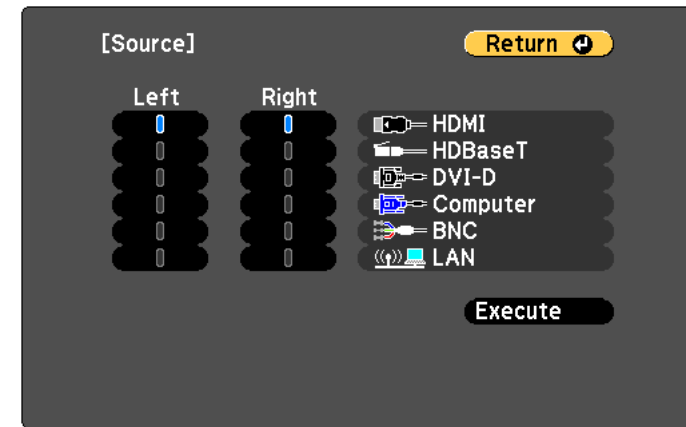 [Source]
Return
Left Right
HDMI
HDBaseT
DVI-D
Computer
BNC
LAN
Execute